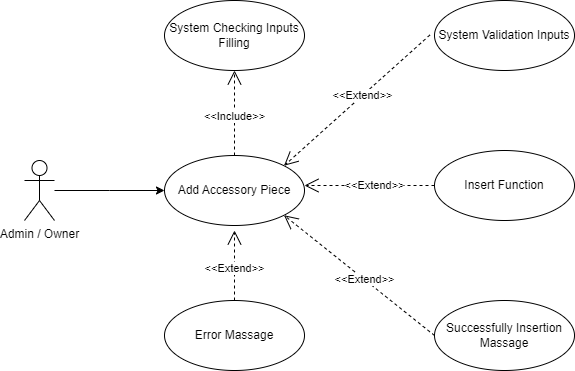 System Checking Inputs
Filling
System Validation Inputs
<<Extend>>
<<Include>>
Add Accessory Piece
<<Extend>>
Insert Function
Admin / Owner
<<Extend>>
<<Extend>>
Error Massage
Successfully Insertion
Massage